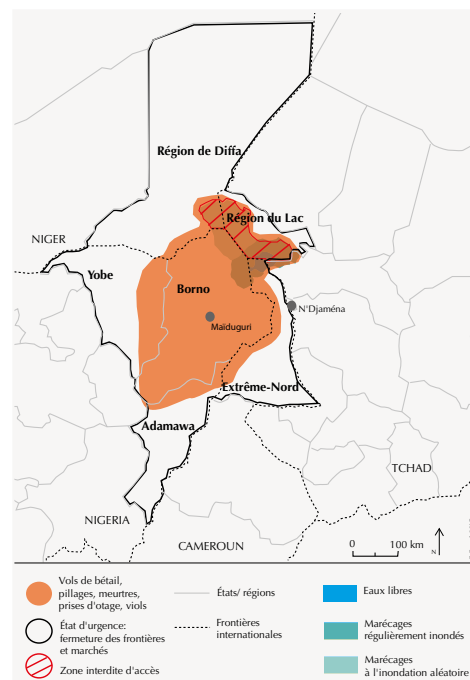 Région de Diffa
Région du Lac
NIGER
Yobe
Borno
N'Djaména
Maïduguri
Extrême-Nord
Adamawa
TCHAD
NIGERIA
CAMEROUN
0 100 km
N
Vols de bétail,
pillages, meurtres,
prises d'otage, viols
État d'urgence:
fermeture des frontières
et marchés
Zone interdite d'accès
États/ régions
Frontières
internationales
Eaux libres
Marécages
régulièrement inondés
Marécages
à l'inondation aléatoire